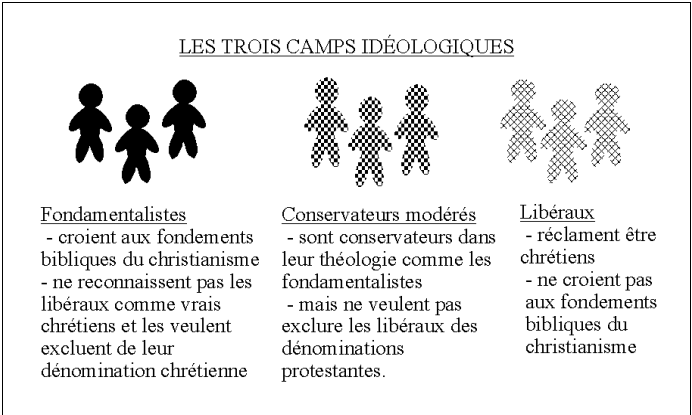 LES TROIS CAMPS IDÉOLOGIQUES
Fondamentalistes
- croient aux fondements
bibliques du christianisme
- ne reconnaissent pas les
libéraux comme vrais
chrétiens et les veulent
excluent de leur
dénomination chrétienne
Conservateurs modérés
- sont conservateurs dans
leur théologie comme les
fondamentalistes
- mais ne veulent pas
exclure les libéraux des
dénominations
protestantes.
Libéraux
- réclament être
chrétiens
- ne croient pas
aux fondements
bibliques du
christianisme